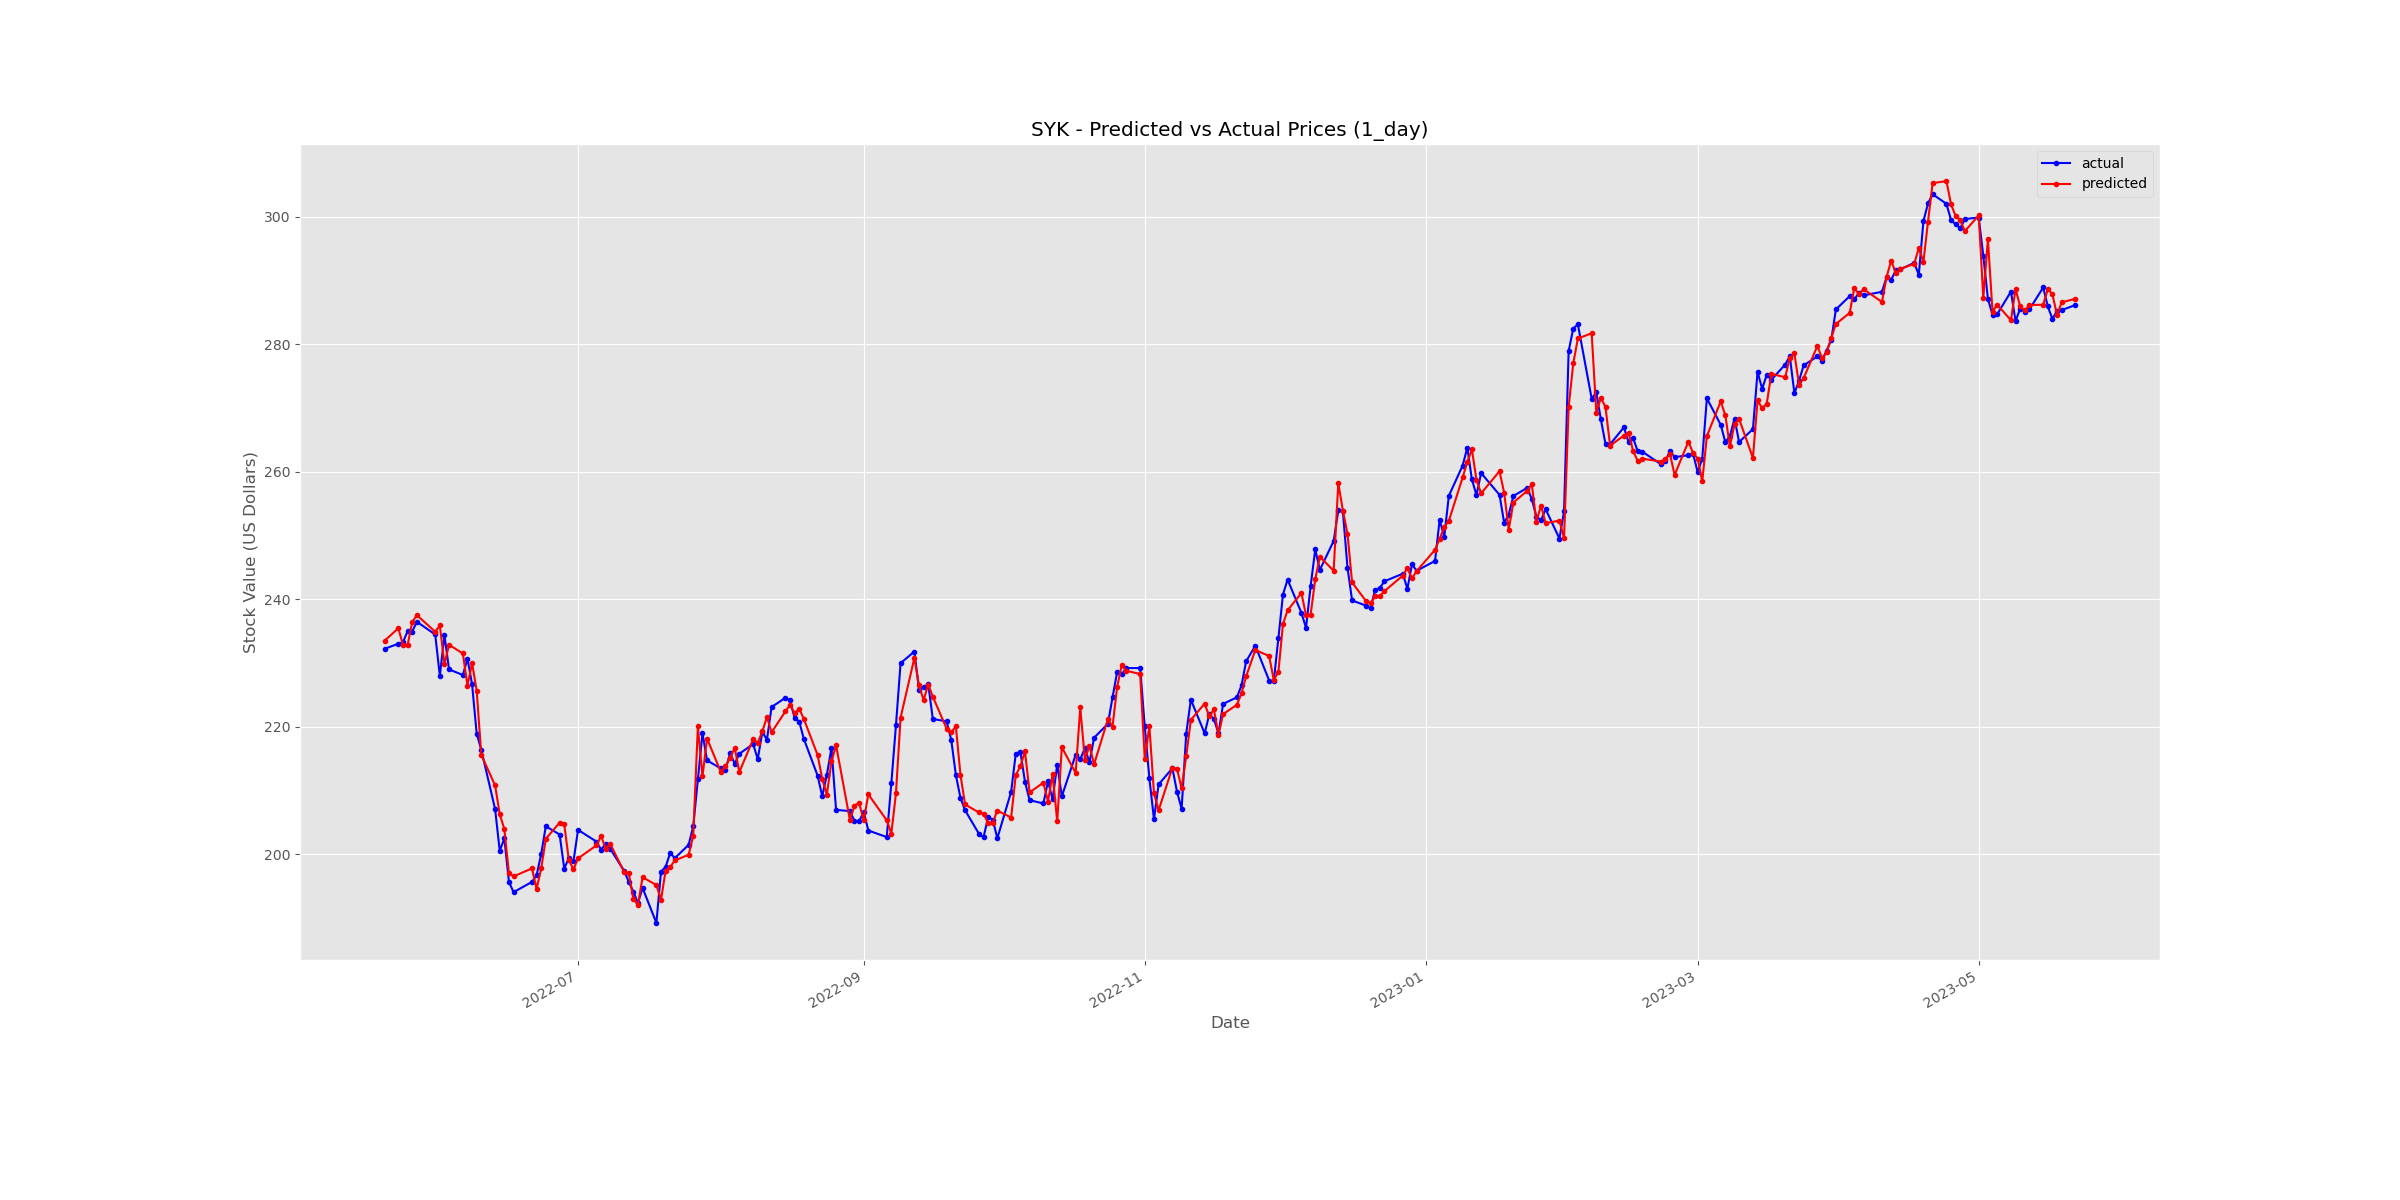 SYK - Predicted vs Actual Prices (1_day)
actual
predicted
300
280
260
240
220
200
Stock Value (US Dollars)
2022-07
2022-09
2022-11
2023-01
2023-03
2023-05
Date